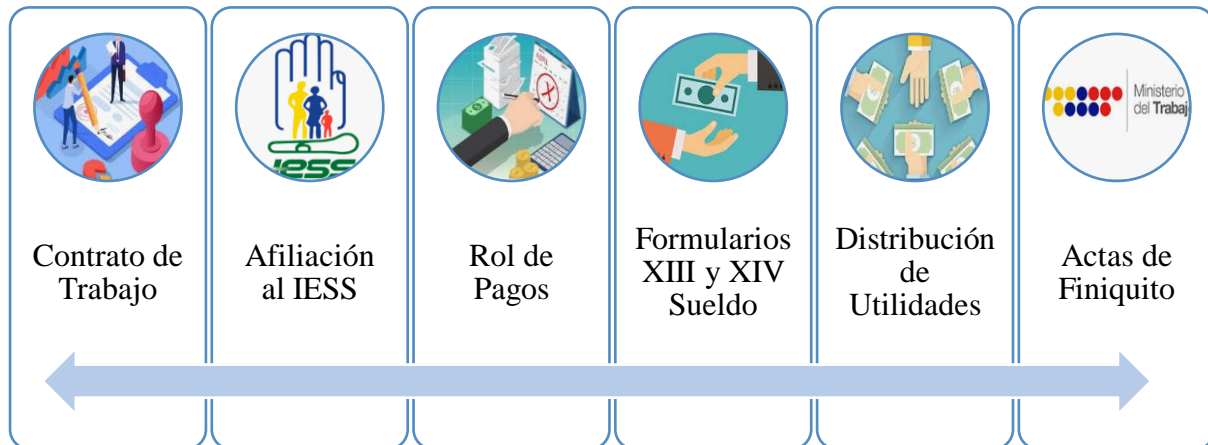 iess
Ministerio
del Trabaj
Contrato de
Trabajo
Afiliación
al IESS
Rol de
Pagos
Formularios
XIII y XIV
Sueldo
Distribución
de
Utilidades
Actas de
Finiquito